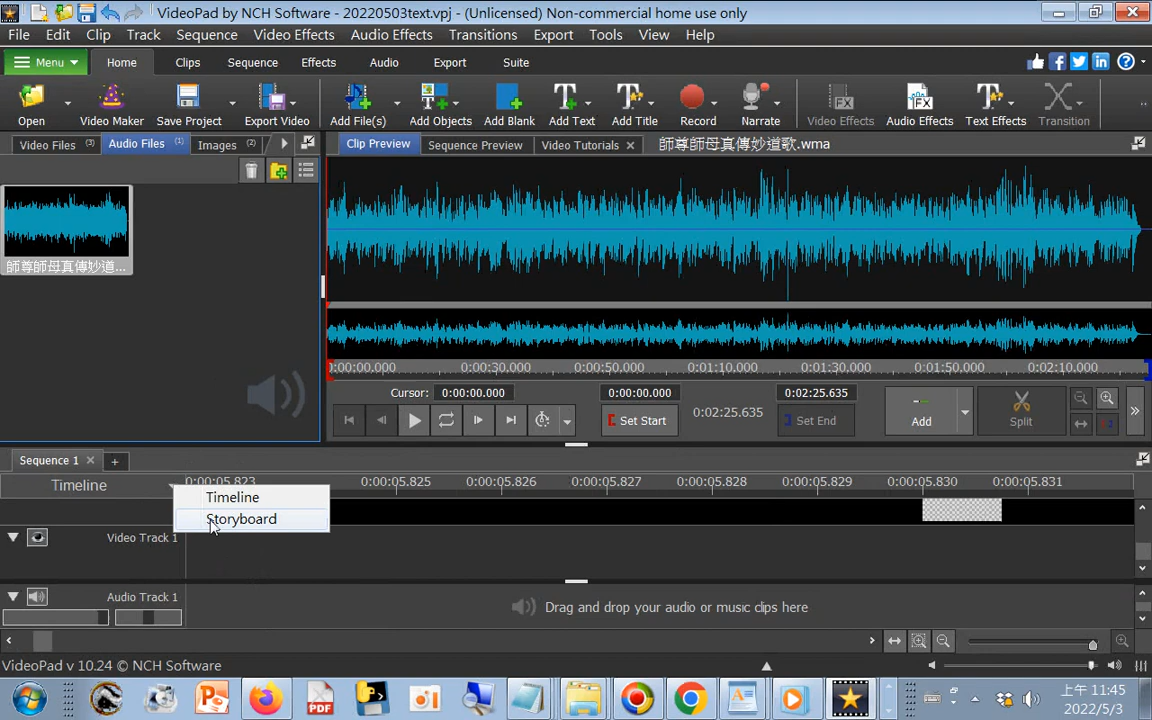 VideoPad by NCH Software - 20220503text.vpj - (Unlicensed) Non-commercial home use only
File Edit Clip Track Sequence Video Effects Audio Effects Transitions Export Tools View Help
Menu Home Clips Sequence Effects Audio Export Suite
Open Video Maker Save Project Export Video Add File(s) Add Objects Add Blank Add Text Add Title Record Narrate Video Effects Audio Effects Text Effects Transition
Video Files (3) Audio Files (1) Images (2) Clip Preview Sequence Preview Video Tutorials 師尊師母真傳妙道歌.wma
師尊師母真傳妙道...
0:00:00.000 0:00:30.000 0:00:50.000 0:01:10.000 0:01:30.000 0:01:50.000 0:02:10.000
Cursor: 0:00:00.000 0:00:00.000 0:02:25.635
Set Start 0:02:25.635 Set End Add Split
Sequence 1
Timeline 0:00:05.823 0:00:05.825 0:00:05.826 0:00:05.827 0:00:05.828 0:00:05.829 0:00:05.830 0:00:05.831
Timeline
Storyboard
Video Track 1
Audio Track 1 Drag and drop your audio or music clips here
VideoPad v 10.24 © NCH Software
PDF
上午 11:45
2022/5/3